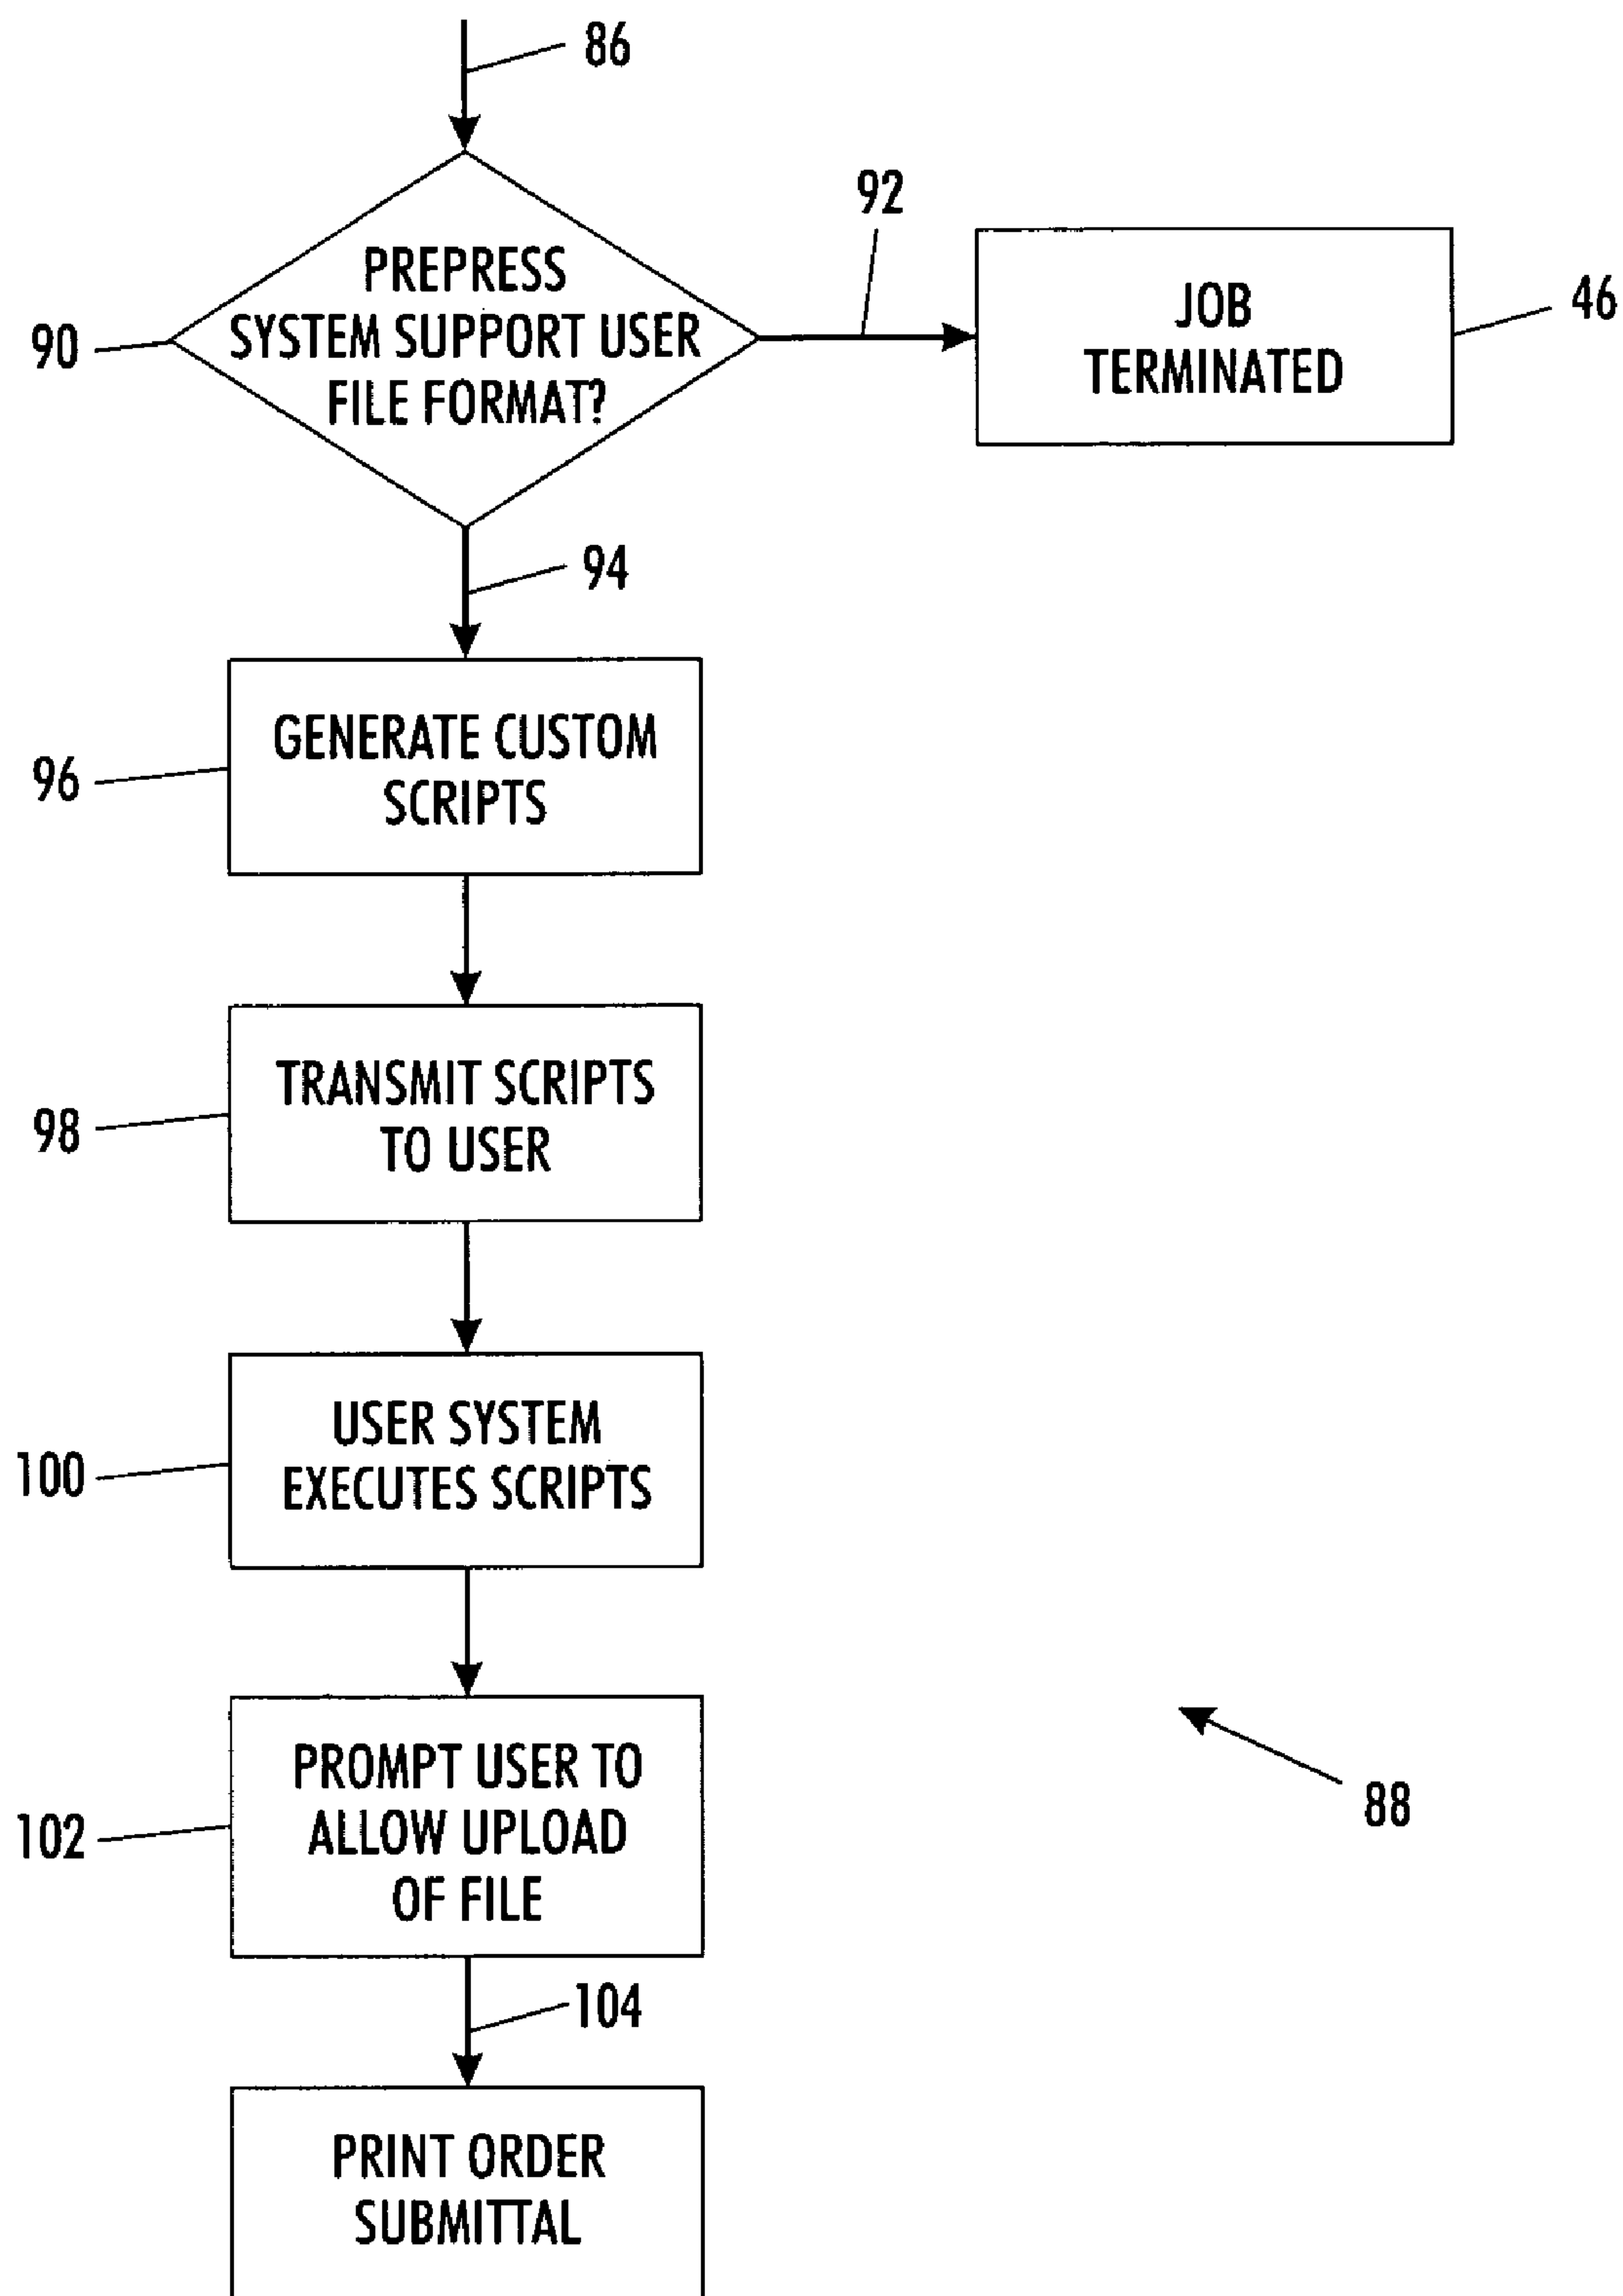 86
PREPRESS
SYSTEM SUPPORT USER
FILE FORMAT?
90
92
JOB
TERMINATED
46
94
GENERATE CUSTOM
SCRIPTS
96
TRANSMIT SCRIPTS
TO USER
98
USER SYSTEM
EXECUTES SCRIPTS
100
PROMPT USER TO
ALLOW UPLOAD
OF FILE
102
88
104
PRINT ORDER
SUBMITTAL